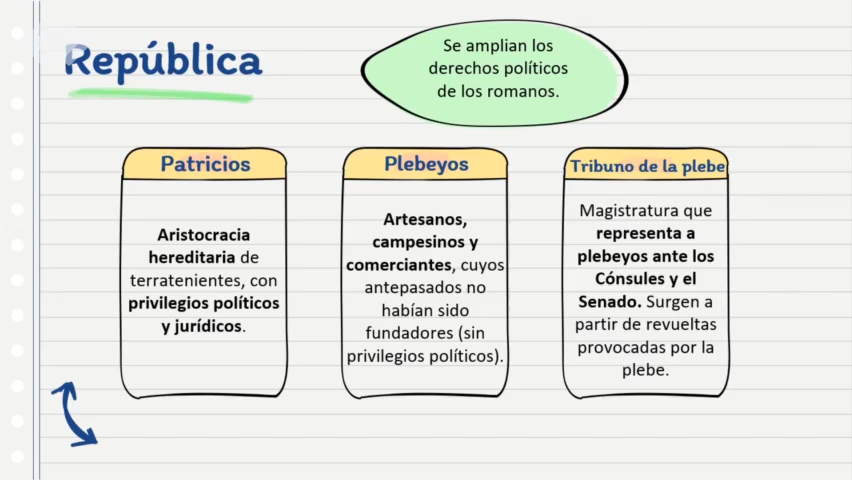 República
Se amplian los
derechos políticos
de los romanos.
Patricios
Aristocracia
hereditaria de
terratenientes, con
privilegios políticos
y jurídicos.
Plebeyos
Artesanos,
campesinos y
comerciantes, cuyos
antepasados no
habían sido
fundadores (sin
privilegios políticos).
Tribuno de la plebe
Magistratura que
representa a
plebeyos ante los
Cónsules y el
Senado. Surgen a
partir de revueltas
provocadas por la
plebe.